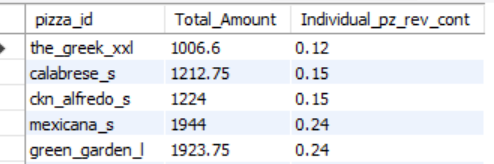 pizza_id Total_Amount Individual_pz_rev_cont
the_greek_xxl 1006.6 0.12
calabrese_s 1212.75 0.15
ckn_alfredo_s 1224 0.15
mexicana_s 1944 0.24
green_garden_l 1923.75 0.24